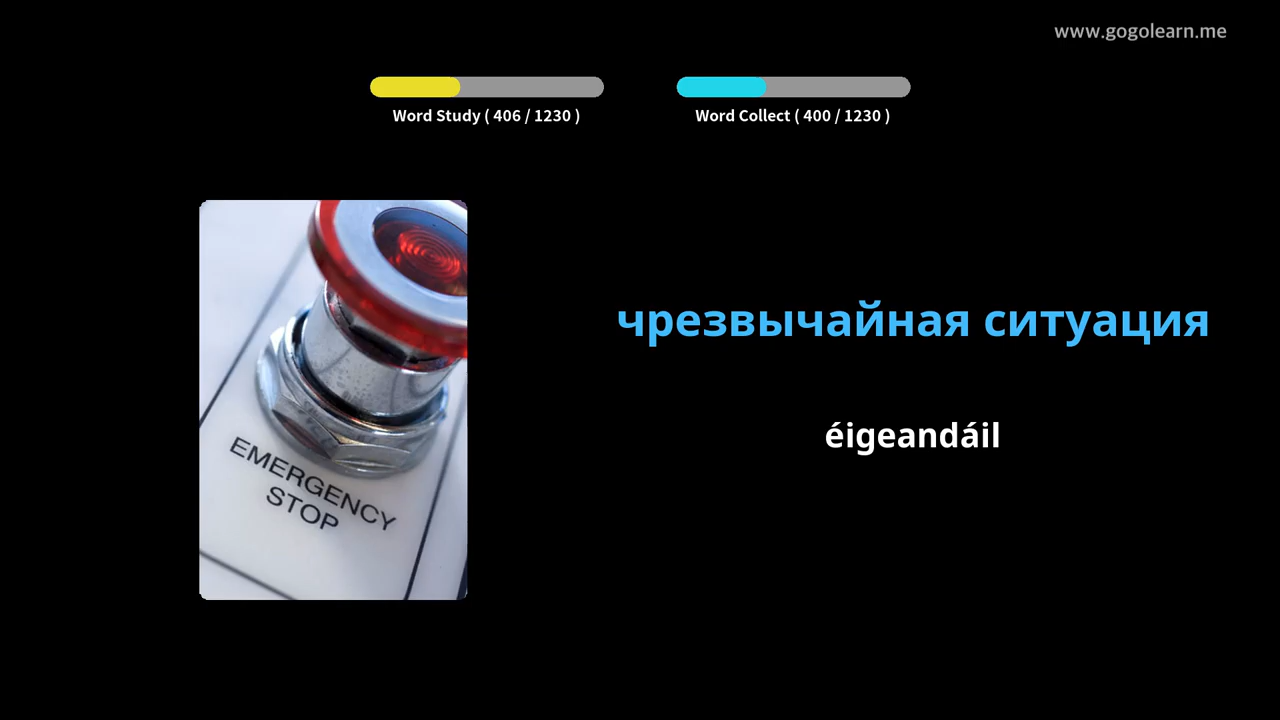 www.gogolearn.me
Word Study ( 406 / 1230 )
Word Collect ( 400 / 1230 )
чрезвычайная ситуация
éigeandáil
EMERGENCY
STOP